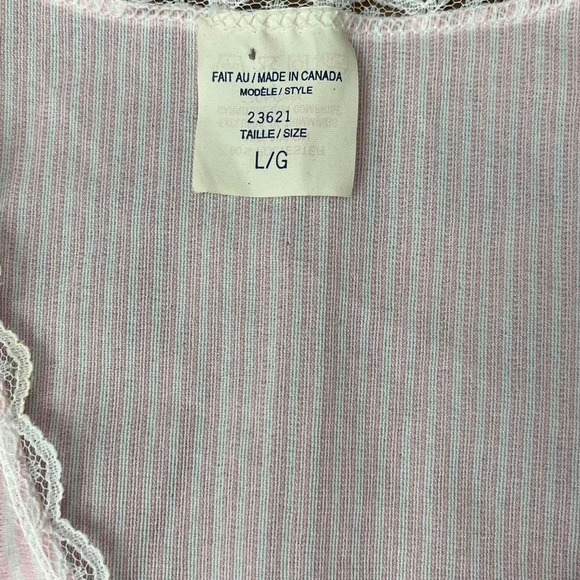 FAIT AU / MADE IN CANADA
MODÈLE / STYLE
23621
TAILLE / SIZE
L/G